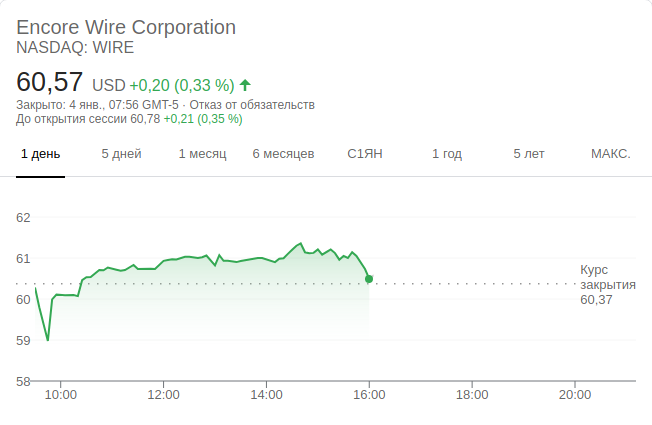 Encore Wire Corporation
NASDAQ: WIRE
60,57 USD +0,20 (0,33 %)
Закрыто: 4 янв., 07:56 GMT-5 · Отказ от обязательств
До открытия сессии 60,78 +0,21 (0,35 %)
1 день 5 дней 1 месяц 6 месяцев С1ЯН 1 год 5 лет МАКС.
62
61
60
59
58
Курс
закрытия
60,37
10:00 12:00 14:00 16:00 18:00 20:00